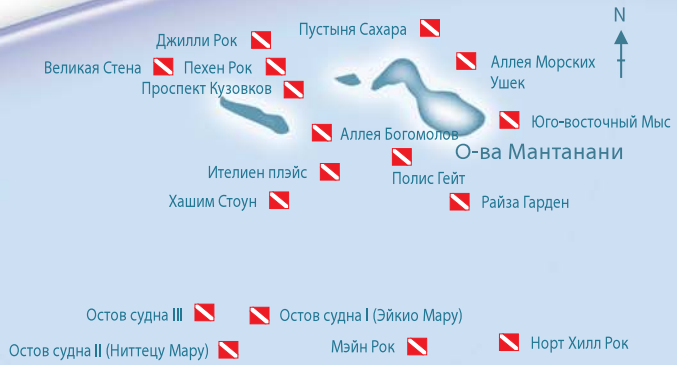 N
Пустыня Сахара
Джилли Рок
Великая Стена
Пехен Рок
Аллея Морских
Ушек
Проспект Кузовков
Юго-восточный Мыс
Аллея Богомолов
О-ва Мантанани
Ителиен плэйс
Полис Гейт
Хашим Стоун
Райза Гарден
Остов судна III
Остов судна I (Эйкио Мару)
Остов судна II (Ниттецу Мару)
Мэйн Рок
Норт Хилл Рок